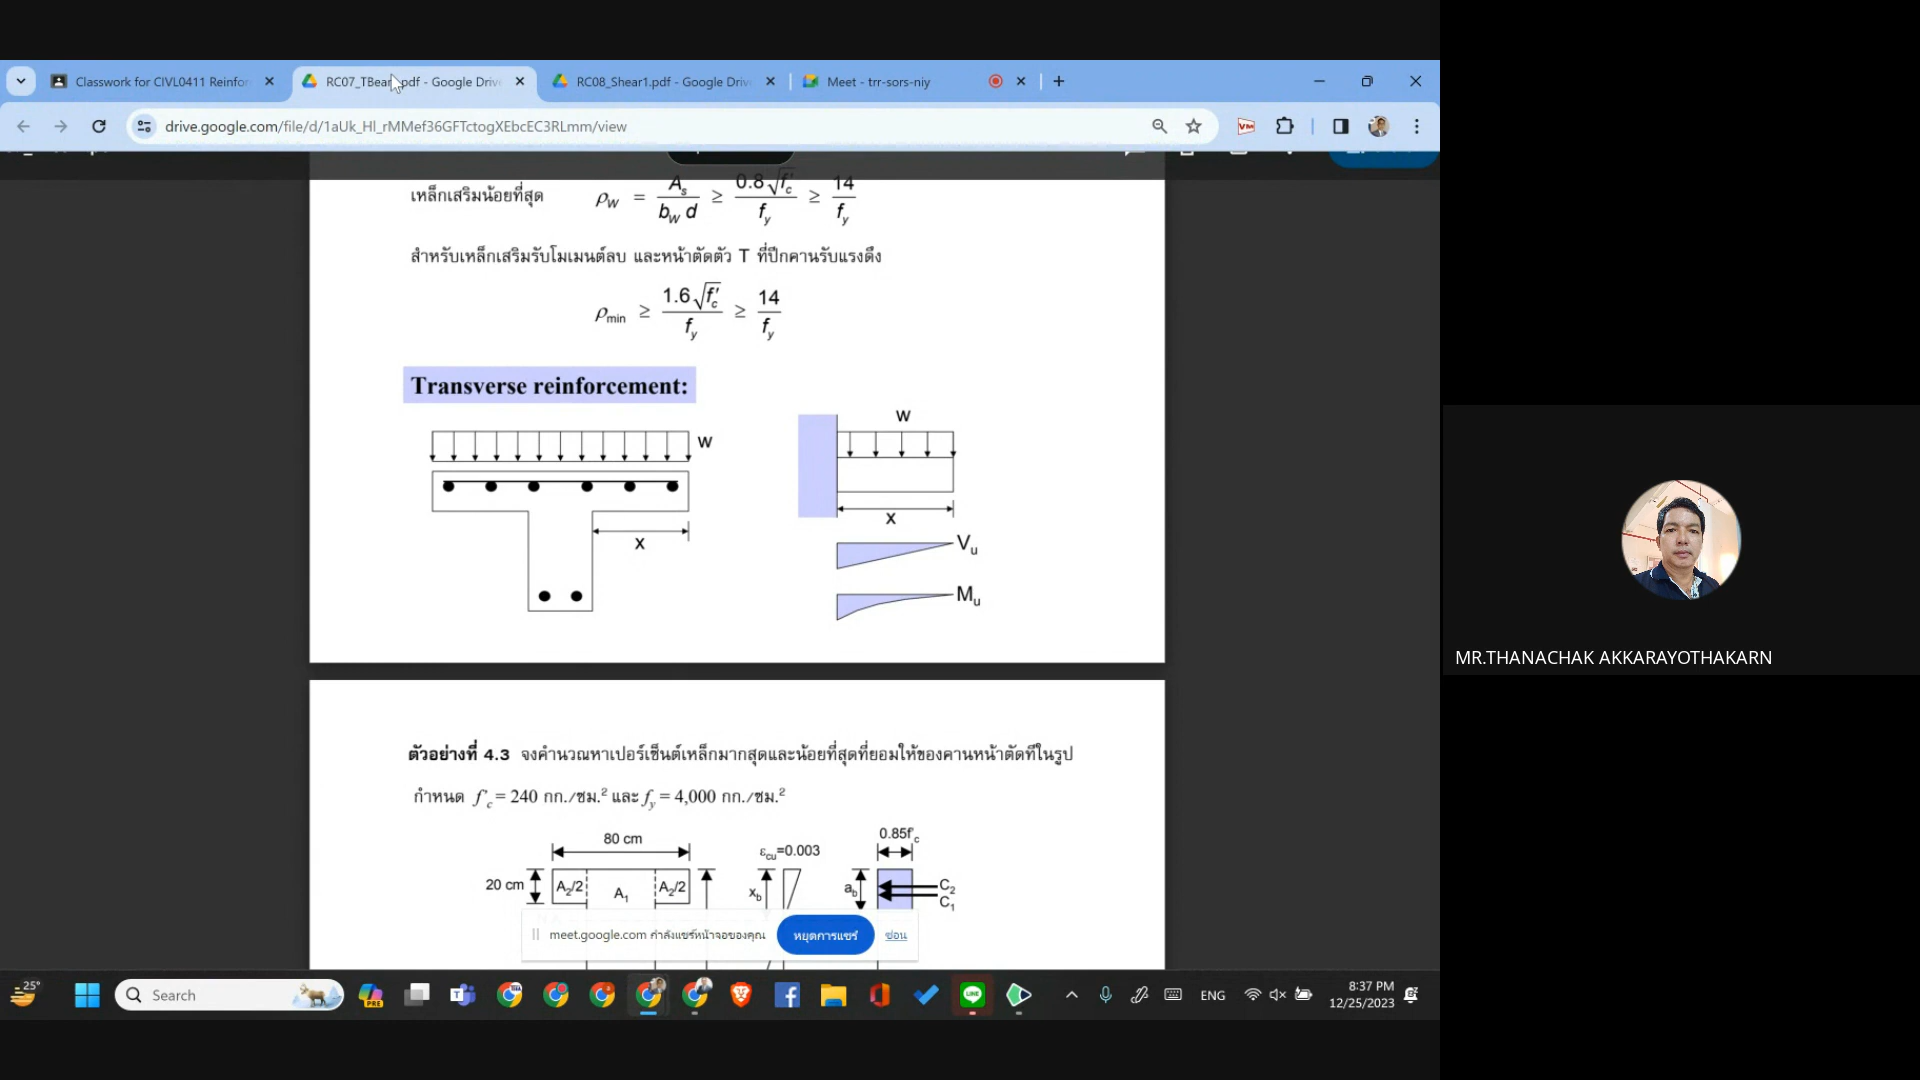 Classwork for CIVL0411 Reinfor
RC07_TBeam.pdf - Google Drive
RC08_Shear1.pdf - Google Drive
Meet - trr-sors-niy
drive.google.com/file/d/1aUk_Hl_rMMef36GFTctogXEbcEC3RLmm/view
เหล็กเสริมน้อยที่สุด ρw = As / bw d ≥ 0.8 √f'c / fy ≥ 14 / fy
สำหรับเหล็กเสริมรับโมเมนต์ลบ และหน้าตัดตัว T ที่ปีกคานรับแรงดึง
ρmin ≥ 1.6 √f'c / fy ≥ 14 / fy
Transverse reinforcement:
w
w
x
x
Vu
Mu
MR.THANACHAK AKKARAYOTHAKARN
ตัวอย่างที่ 4.3 จงคำนวณหาเปอร์เซ็นต์เหล็กมากสุดและน้อยที่สุดที่ยอมให้ของคานหน้าตัดทีในรูป
กำหนด f'c = 240 กก./ซม.² และ fy = 4,000 กก./ซม.²
80 cm
εcu=0.003
0.85f'c
20 cm
A2/2
A1
A2/2
xb
ab
C2
C1
meet.google.com กำลังแชร์หน้าจอของคุณ
หยุดการแชร์
ซ่อน
25°
Search
PRE
LINE
ENG
8:37 PM
12/25/2023